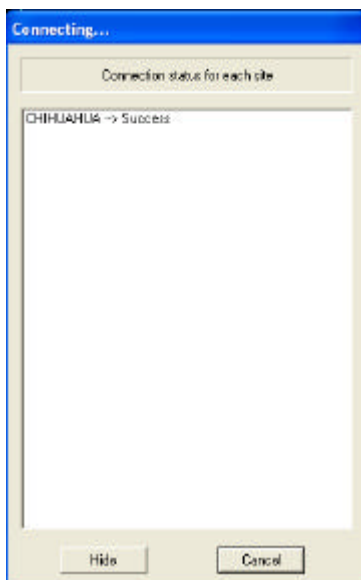 Connecting...
Connection status for each site
CHIHUAHUA -> Success
Hide
Cancel